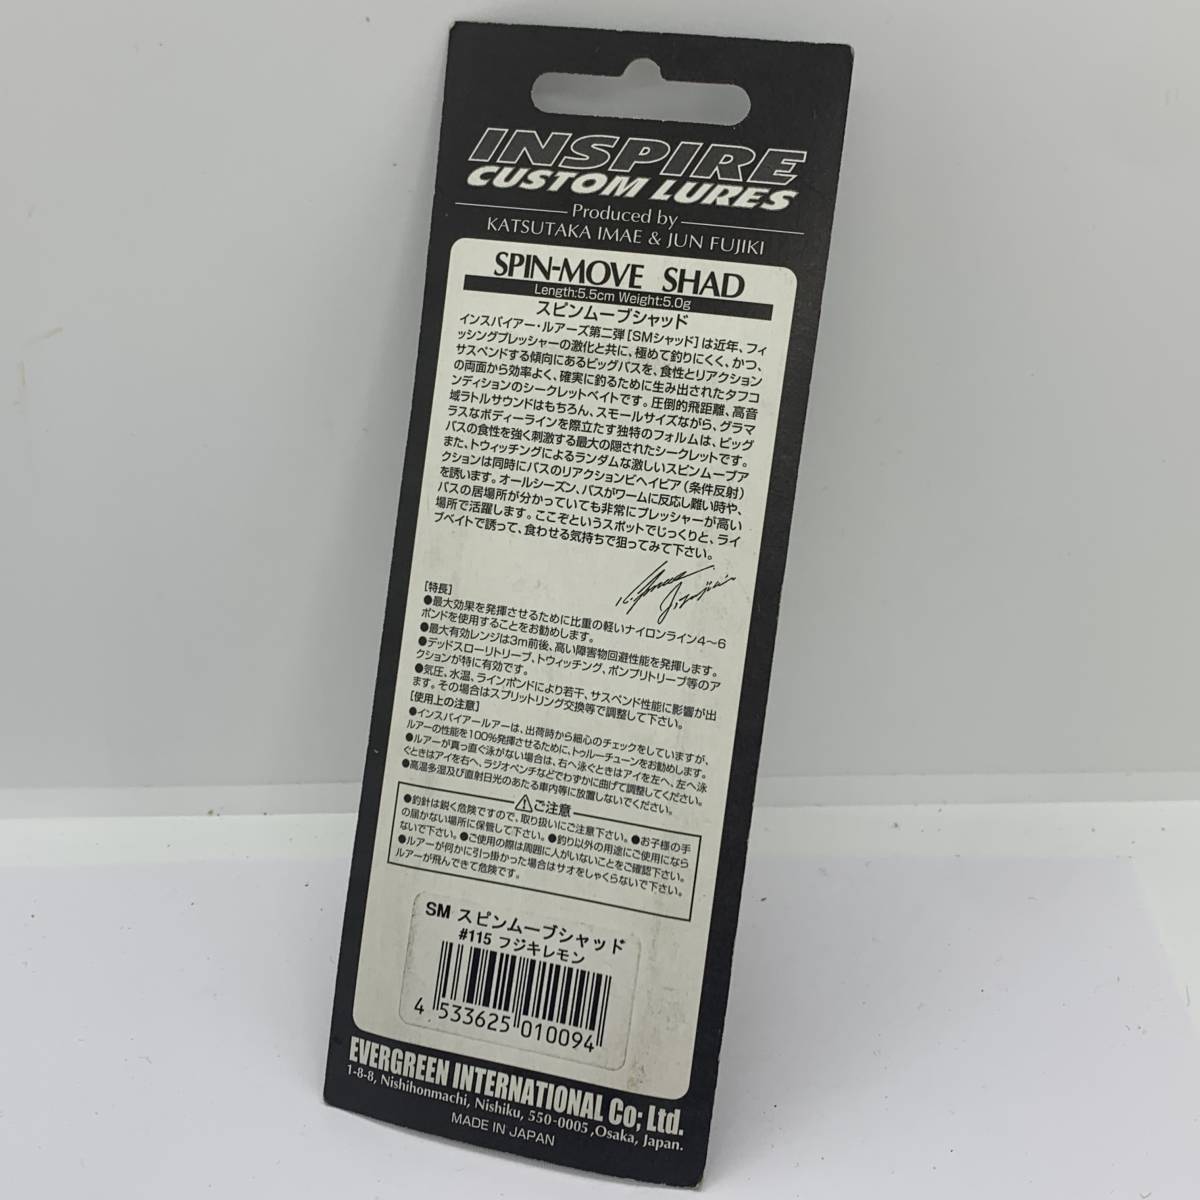 INSPIRE
CUSTOM LURES
Produced by
KATSUTAKA IMAE & JUN FUJIKI
SPIN-MOVE SHAD
Length:5.5cm Weight:5.0g
スピンムーブシャッド
インスパイアー・ルアーズ第二弾［SMシャッド］は近年、フィ
ッシングプレッシャーの激化と共に、極めて釣りにくく、かつ、
サスペンドする傾向にあるビッグバスを、食性とリアクション
の両面から効率よく、確実に釣るために生み出されたタフコ
ンディションのシークレットベイトです。圧倒的飛距離、高音
域ラトルサウンドはもちろん、スモールサイズながら、グラマ
ラスなボディーラインを際立たす独特のフォルムは、ビッグ
バスの食性を強く刺激する最大の隠されたシークレットです。
また、トウィッチングによるランダムな激しいスピンムーブア
クションは同時にバスのリアクションビヘイビア（条件反射）
を誘います。オールシーズン、バスがワームに反応し難い時や、
バスの居場所が分かっていても非常にプレッシャーが高い
場所で活躍します。ここぞというスポットでじっくりと、ライ
ブベイトで誘って、食わせる気持ちで狙ってみて下さい。
［特長］
●最大効果を発揮させるために比重の軽いナイロンライン4〜6
ポンドを使用することをお勧めします。
●最大有効レンジは3m前後、高い障害物回避性能を発揮します。
●デッドスローリトリーブ、トウィッチング、ポンプリトリーブ等のア
クションが特に有効です。
●気圧、水温、ラインポンドにより若干、サスペンド性能に影響が出
ます。その場合はスプリットリング交換等で調整して下さい。
［使用上の注意］
●インスパイアールアーは、出荷時から細心のチェックをしていますが、
ルアーの性能を100%発揮させるために、トゥルーチューンをお勧めします。
●ルアーが真っ直ぐ泳がない場合は、右へ泳ぐときはアイを左へ、左へ泳
ぐときはアイを右へ、ラジオペンチなどでわずかに曲げて調整してください。
●高温多湿及び直射日光のあたる車内等に放置しないでください。
⚠ご注意
●釣針は鋭く危険ですので、取り扱いにご注意下さい。●お子様の手
の届かない場所に保管して下さい。●釣り以外の用途にご使用になら
ないで下さい。●ご使用の際は周囲に人がいないことをご確認下さい。
●ルアーが何かに引っ掛かった場合はサオをしゃくらないで下さい。
ルアーが飛んできて危険です。
SM スピンムーブシャッド
#115 フジキレモン
4 533625 010094
EVERGREEN INTERNATIONAL Co; Ltd.
1-8-8, Nishihonmachi, Nishiku, 550-0005 ,Osaka, Japan.
MADE IN JAPAN